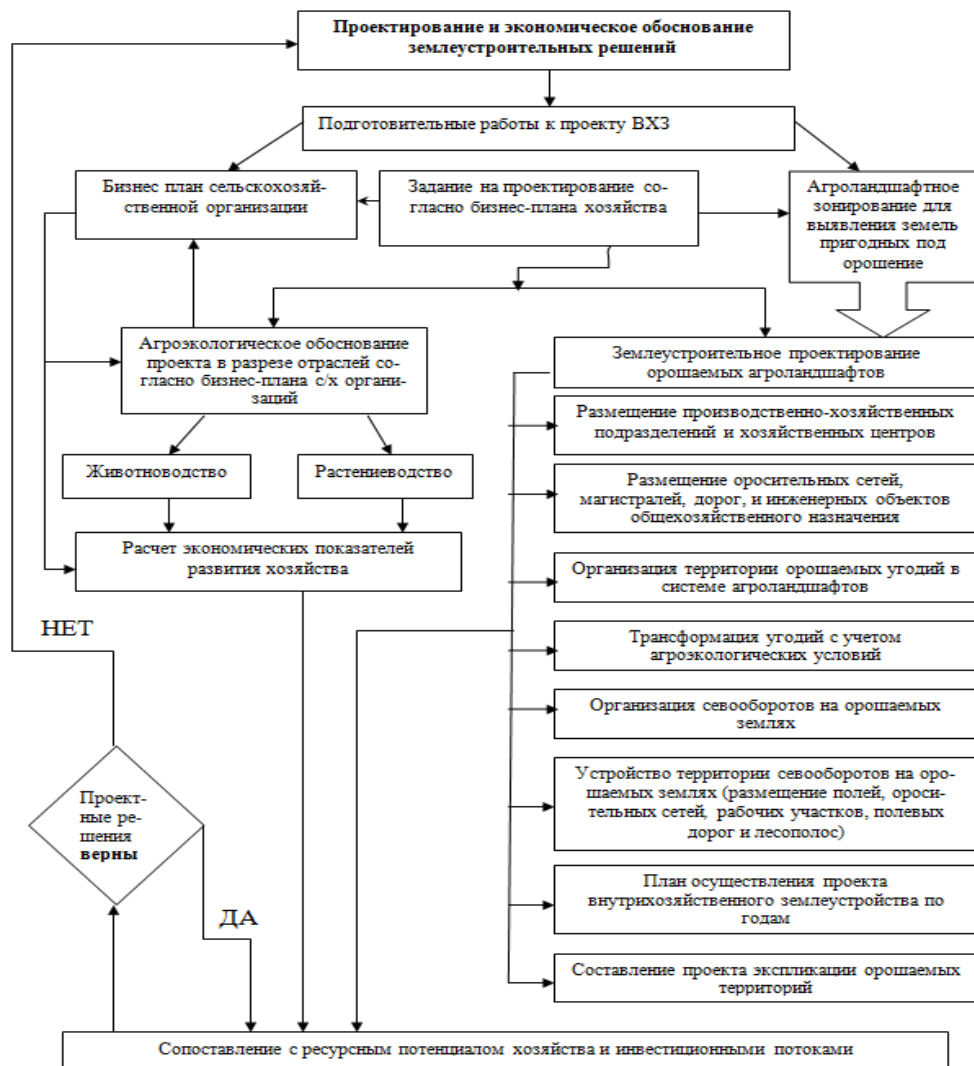 Проектирование и экономическое обоснование
землеустроительных решений
Подготовительные работы к проекту ВХЗ
Бизнес план сельскохозяй-
ственной организации
Задание на проектирование со-
гласно бизнес-плана хозяйства
Агроландшафтное
зонирование для
выявления земель
пригодных под
орошение
Агроэкологическое обоснование
проекта в разрезе отраслей со-
гласно бизнес-плана с/х органи-
заций
Землеустроительное проектирование
орошаемых агроландшафтов
Размещение производственно-хозяйственных
подразделений и хозяйственных центров
Животноводство
Растениеводство
Размещение оросительных сетей,
магистралей, дорог, и инженерных объектов
общехозяйственного назначения
Расчет экономических показателей
развития хозяйства
Организация территории орошаемых угодий в
системе агроландшафтов
НЕТ
Трансформация угодий с учетом
агроэкологических условий
Организация севооборотов на орошаемых
землях
Проект-
ные ре-
шения
верны
Устройство территории севооборотов на оро-
шаемых землях (размещение полей, ороси-
тельных сетей, рабочих участков, полевых
дорог и лесополос)
План осуществления проекта
внутрихозяйственного землеустройства по
годам
ДА
Составление проекта экспликации орошаемых
территорий
Сопоставление с ресурсным потенциалом хозяйства и инвестиционными потоками